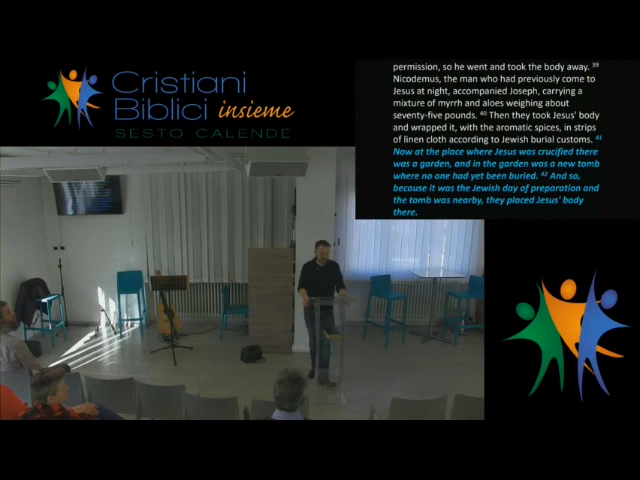 Cristiani
Biblici insieme
SESTO CALENDE
permission, so he went and took the body away. 39
Nicodemus, the man who had previously come to
Jesus at night, accompanied Joseph, carrying a
mixture of myrrh and aloes weighing about
seventy-five pounds. 40 Then they took Jesus' body
and wrapped it, with the aromatic spices, in strips
of linen cloth according to Jewish burial customs. 41
Now at the place where Jesus was crucified there
was a garden, and in the garden was a new tomb
where no one had yet been buried. 42 And so,
because it was the Jewish day of preparation and
the tomb was nearby, they placed Jesus' body
there.